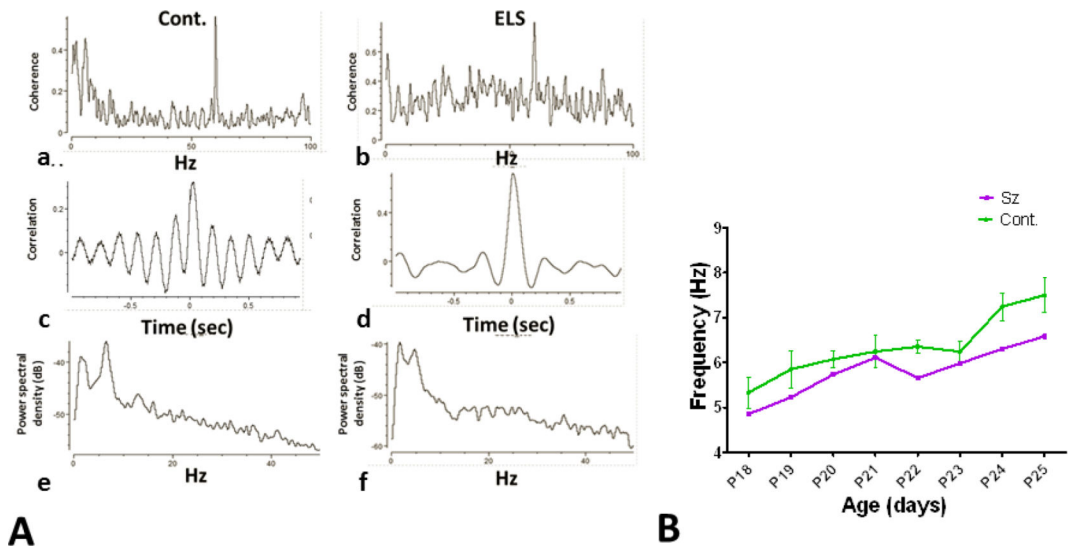 Cont.
ELS
Coherence
0.4
0.2
0
0
100
Hz
a..
Coherence
0.6
0.4
0.2
0
0
100
Hz
b
Correlation
0.2
0
-0.5
0
0.5
Time (sec)
c
Correlation
0.4
0
-0.5
0
0.5
Time (sec)
d
Power spectral
density (dB)
-40
-50
0
20
40
Hz
e
Power spectral
density (dB)
-40
-50
-60
0
20
40
Hz
f
A
Sz
Cont.
Frequency (Hz)
9
8
7
6
5
4
P18
P19
P20
P21
P22
P23
P24
P25
Age (days)
B